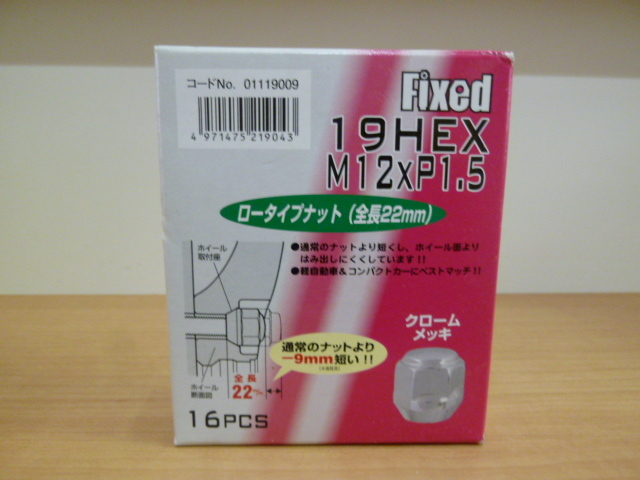 コードNo. 01119009
4 971475 219043
Fixed
19HEX
M12xP1.5
ロータイプナット(全長22mm)
●通常のナットより短くし、ホイール面より
はみ出しにくくしています!!
●軽自動車&コンパクトカーにベストマッチ!!
ホイール
取付座
クローム
メッキ
通常のナットより
ー9mm短い!!
ホイール
断面図
全長
22mm
16PCS